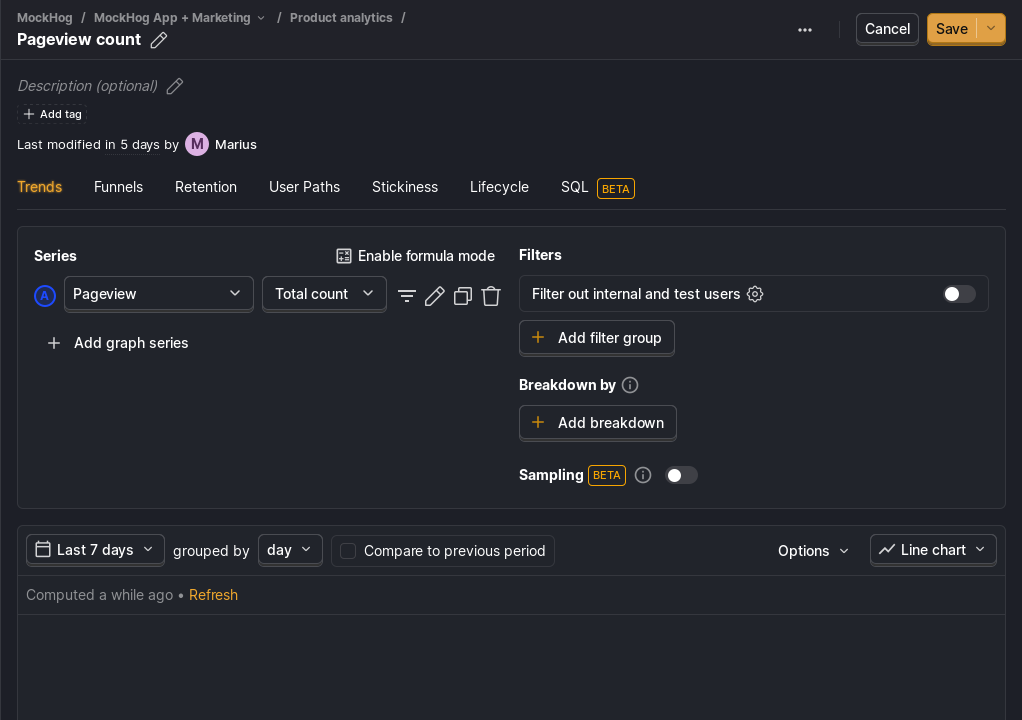 MockHog / MockHog App + Marketing / Product analytics /
Pageview count
Cancel
Save
Description (optional)
Add tag
Last modified in 5 days by M Marius
Trends Funnels Retention User Paths Stickiness Lifecycle SQL BETA
Series
Enable formula mode
A Pageview Total count
Add graph series
Filters
Filter out internal and test users
Add filter group
Breakdown by
Add breakdown
Sampling BETA
Last 7 days grouped by day Compare to previous period Options Line chart
Computed a while ago • Refresh